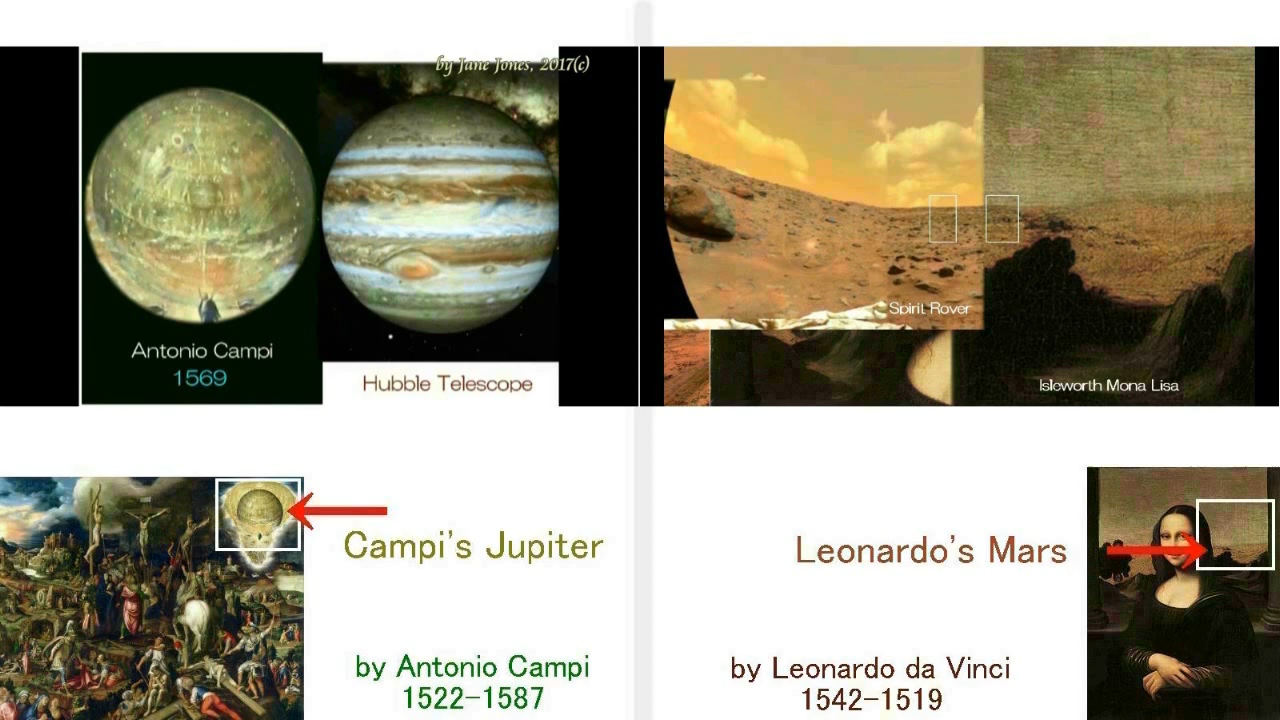 by Jane Jones, 2017(c)
Antonio Campi
1569
Hubble Telescope
Spirit Rover
Isleworth Mona Lisa
Campi's Jupiter
by Antonio Campi
1522-1587
Leonardo's Mars
by Leonardo da Vinci
1542-1519